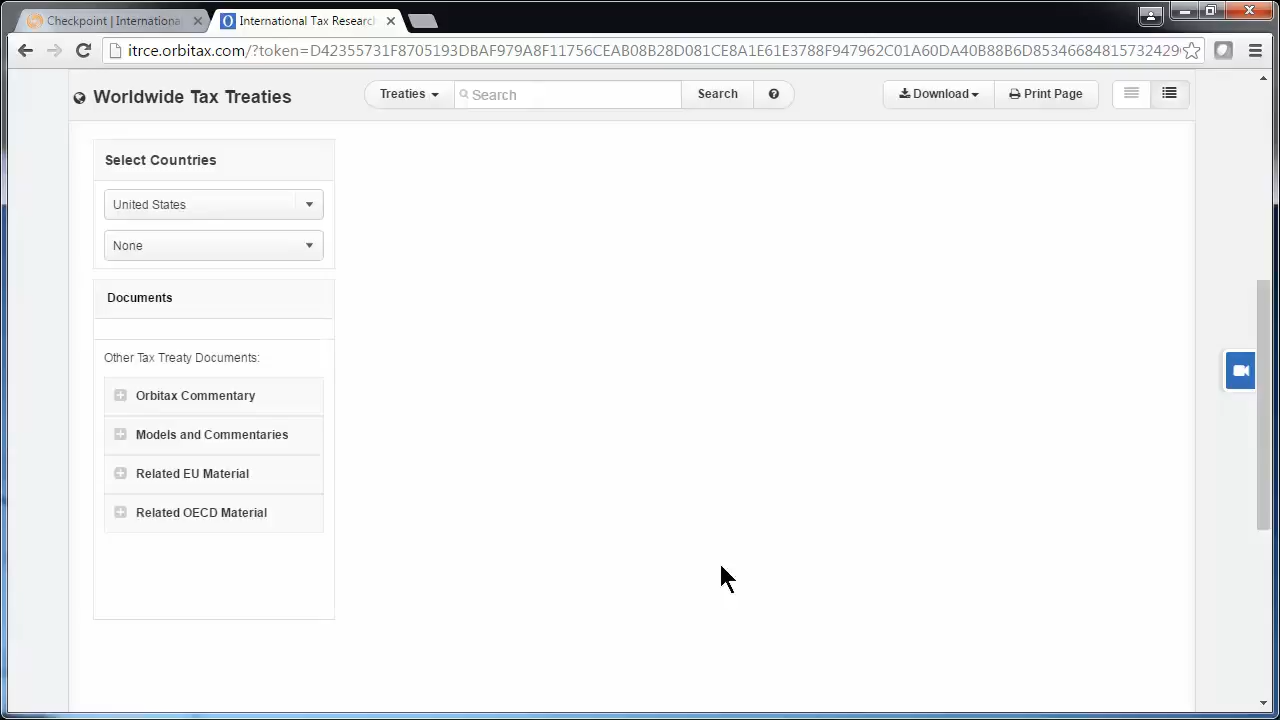 Checkpoint | Internationa
International Tax Research
itrce.orbitax.com/?token=D42355731F8705193DBAF979A8F11756CEAB08B28D081CE8A1E61E3788F947962C01A60DA40B88B6D85346684815732429
Worldwide Tax Treaties
Treaties
Search
Search
Download
Print Page
Select Countries
United States
None
Documents
Other Tax Treaty Documents:
Orbitax Commentary
Models and Commentaries
Related EU Material
Related OECD Material